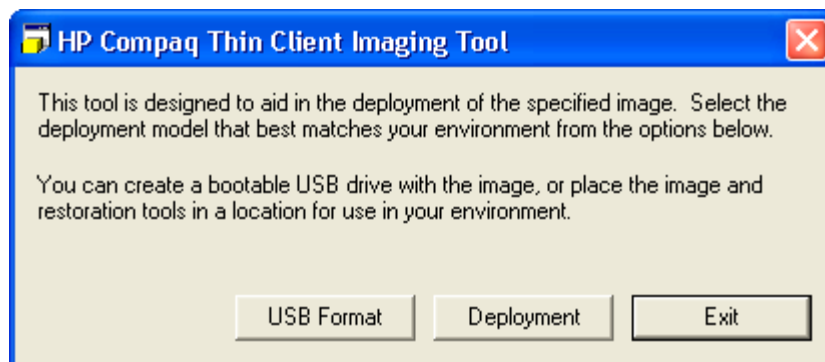 HP Compaq Thin Client Imaging Tool
This tool is designed to aid in the deployment of the specified image.  Select the
deployment model that best matches your environment from the options below.
You can create a bootable USB drive with the image, or place the image and
restoration tools in a location for use in your environment.
USB Format Deployment Exit